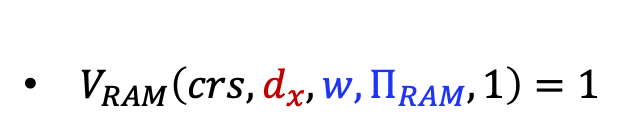 • V_RAM(crs, d_x, w, Π_RAM, 1) = 1